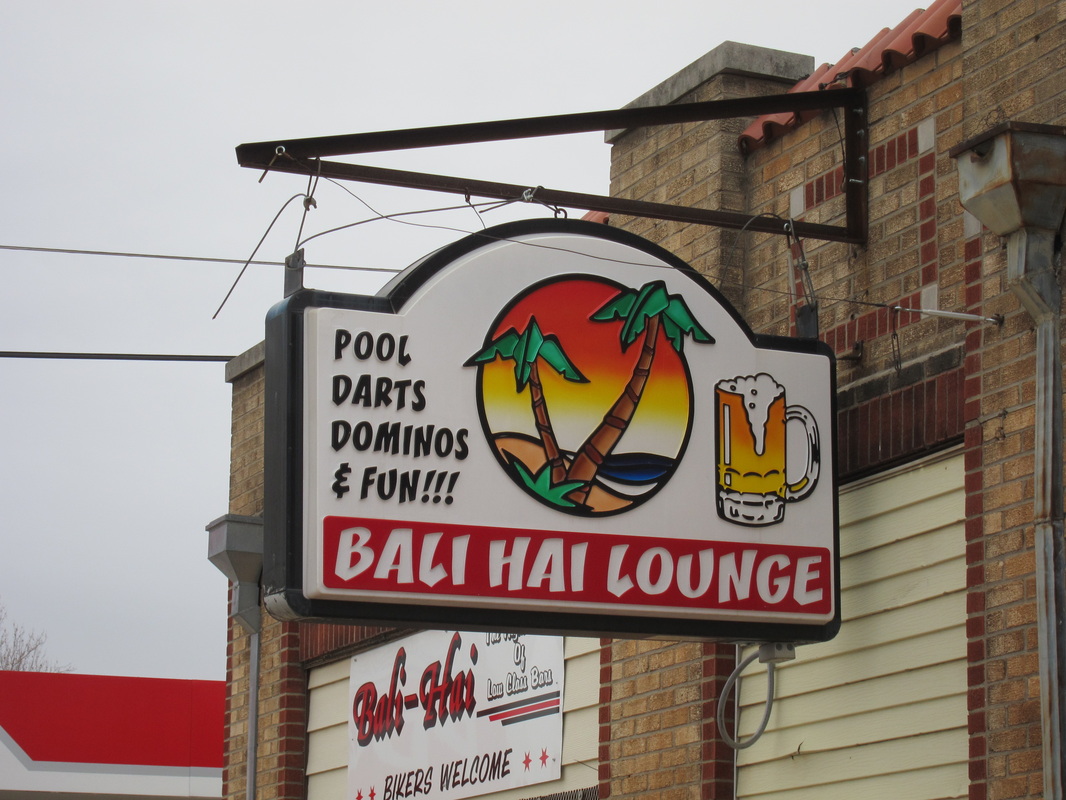 POOL
DARTS
DOMINOS
& FUN!!!
BALI HAI LOUNGE
Of
Low Class Bars
Bali-Hai
BIKERS WELCOME